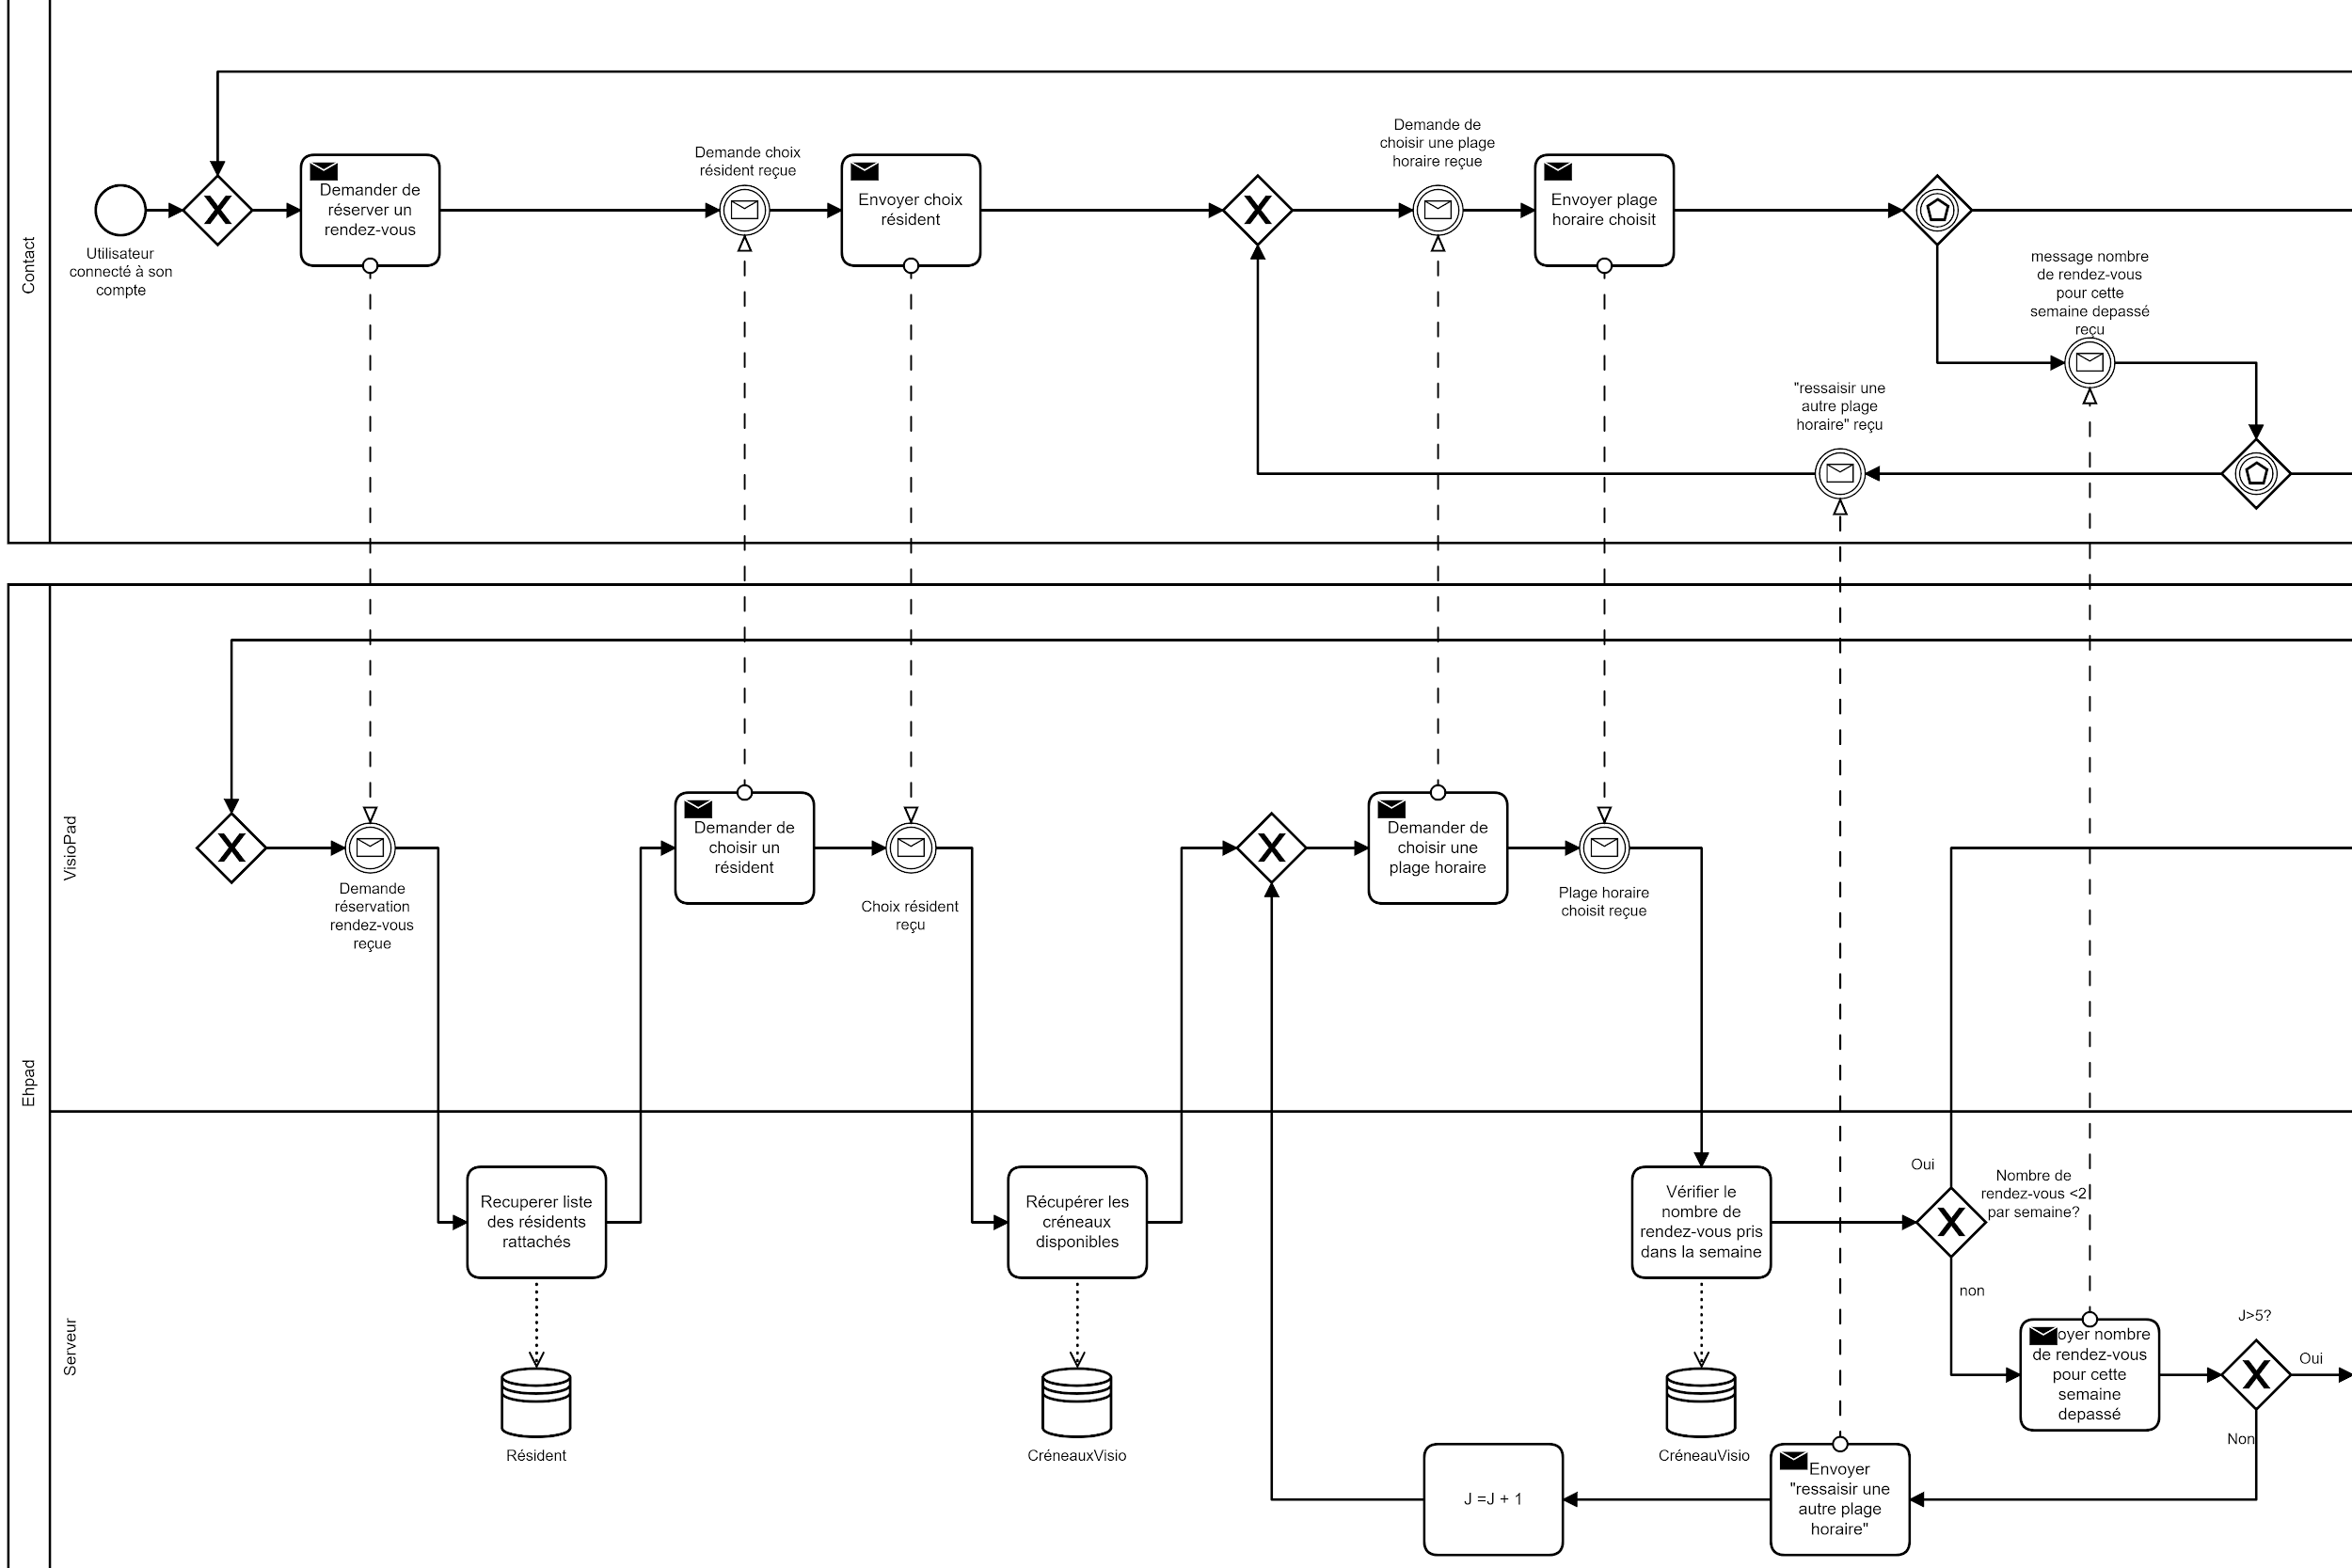 Contact
Utilisateur
connecté à son
compte
X
Demander de
réserver un
rendez-vous
Demande choix
résident reçue
Envoyer choix
résident
X
Demande de
choisir une plage
horaire reçue
Envoyer plage
horaire choisit
message nombre
de rendez-vous
pour cette
semaine depassé
reçu
"ressaisir une
autre plage
horaire" reçu
Ehpad
VisioPad
X
Demande
réservation
rendez-vous
reçue
Demander de
choisir un
résident
Choix résident
reçu
X
Demander de
choisir une
plage horaire
Plage horaire
choisit reçue
Serveur
Recuperer liste
des résidents
rattachés
Résident
Récupérer les
créneaux
disponibles
CréneauxVisio
Vérifier le
nombre de
rendez-vous pris
dans la semaine
CréneauVisio
Oui
X
Nombre de
rendez-vous <2
par semaine?
non
oyer nombre
de rendez-vous
pour cette
semaine
depassé
J>5?
X
Oui
Non
Envoyer
"ressaisir une
autre plage
horaire"
J =J + 1